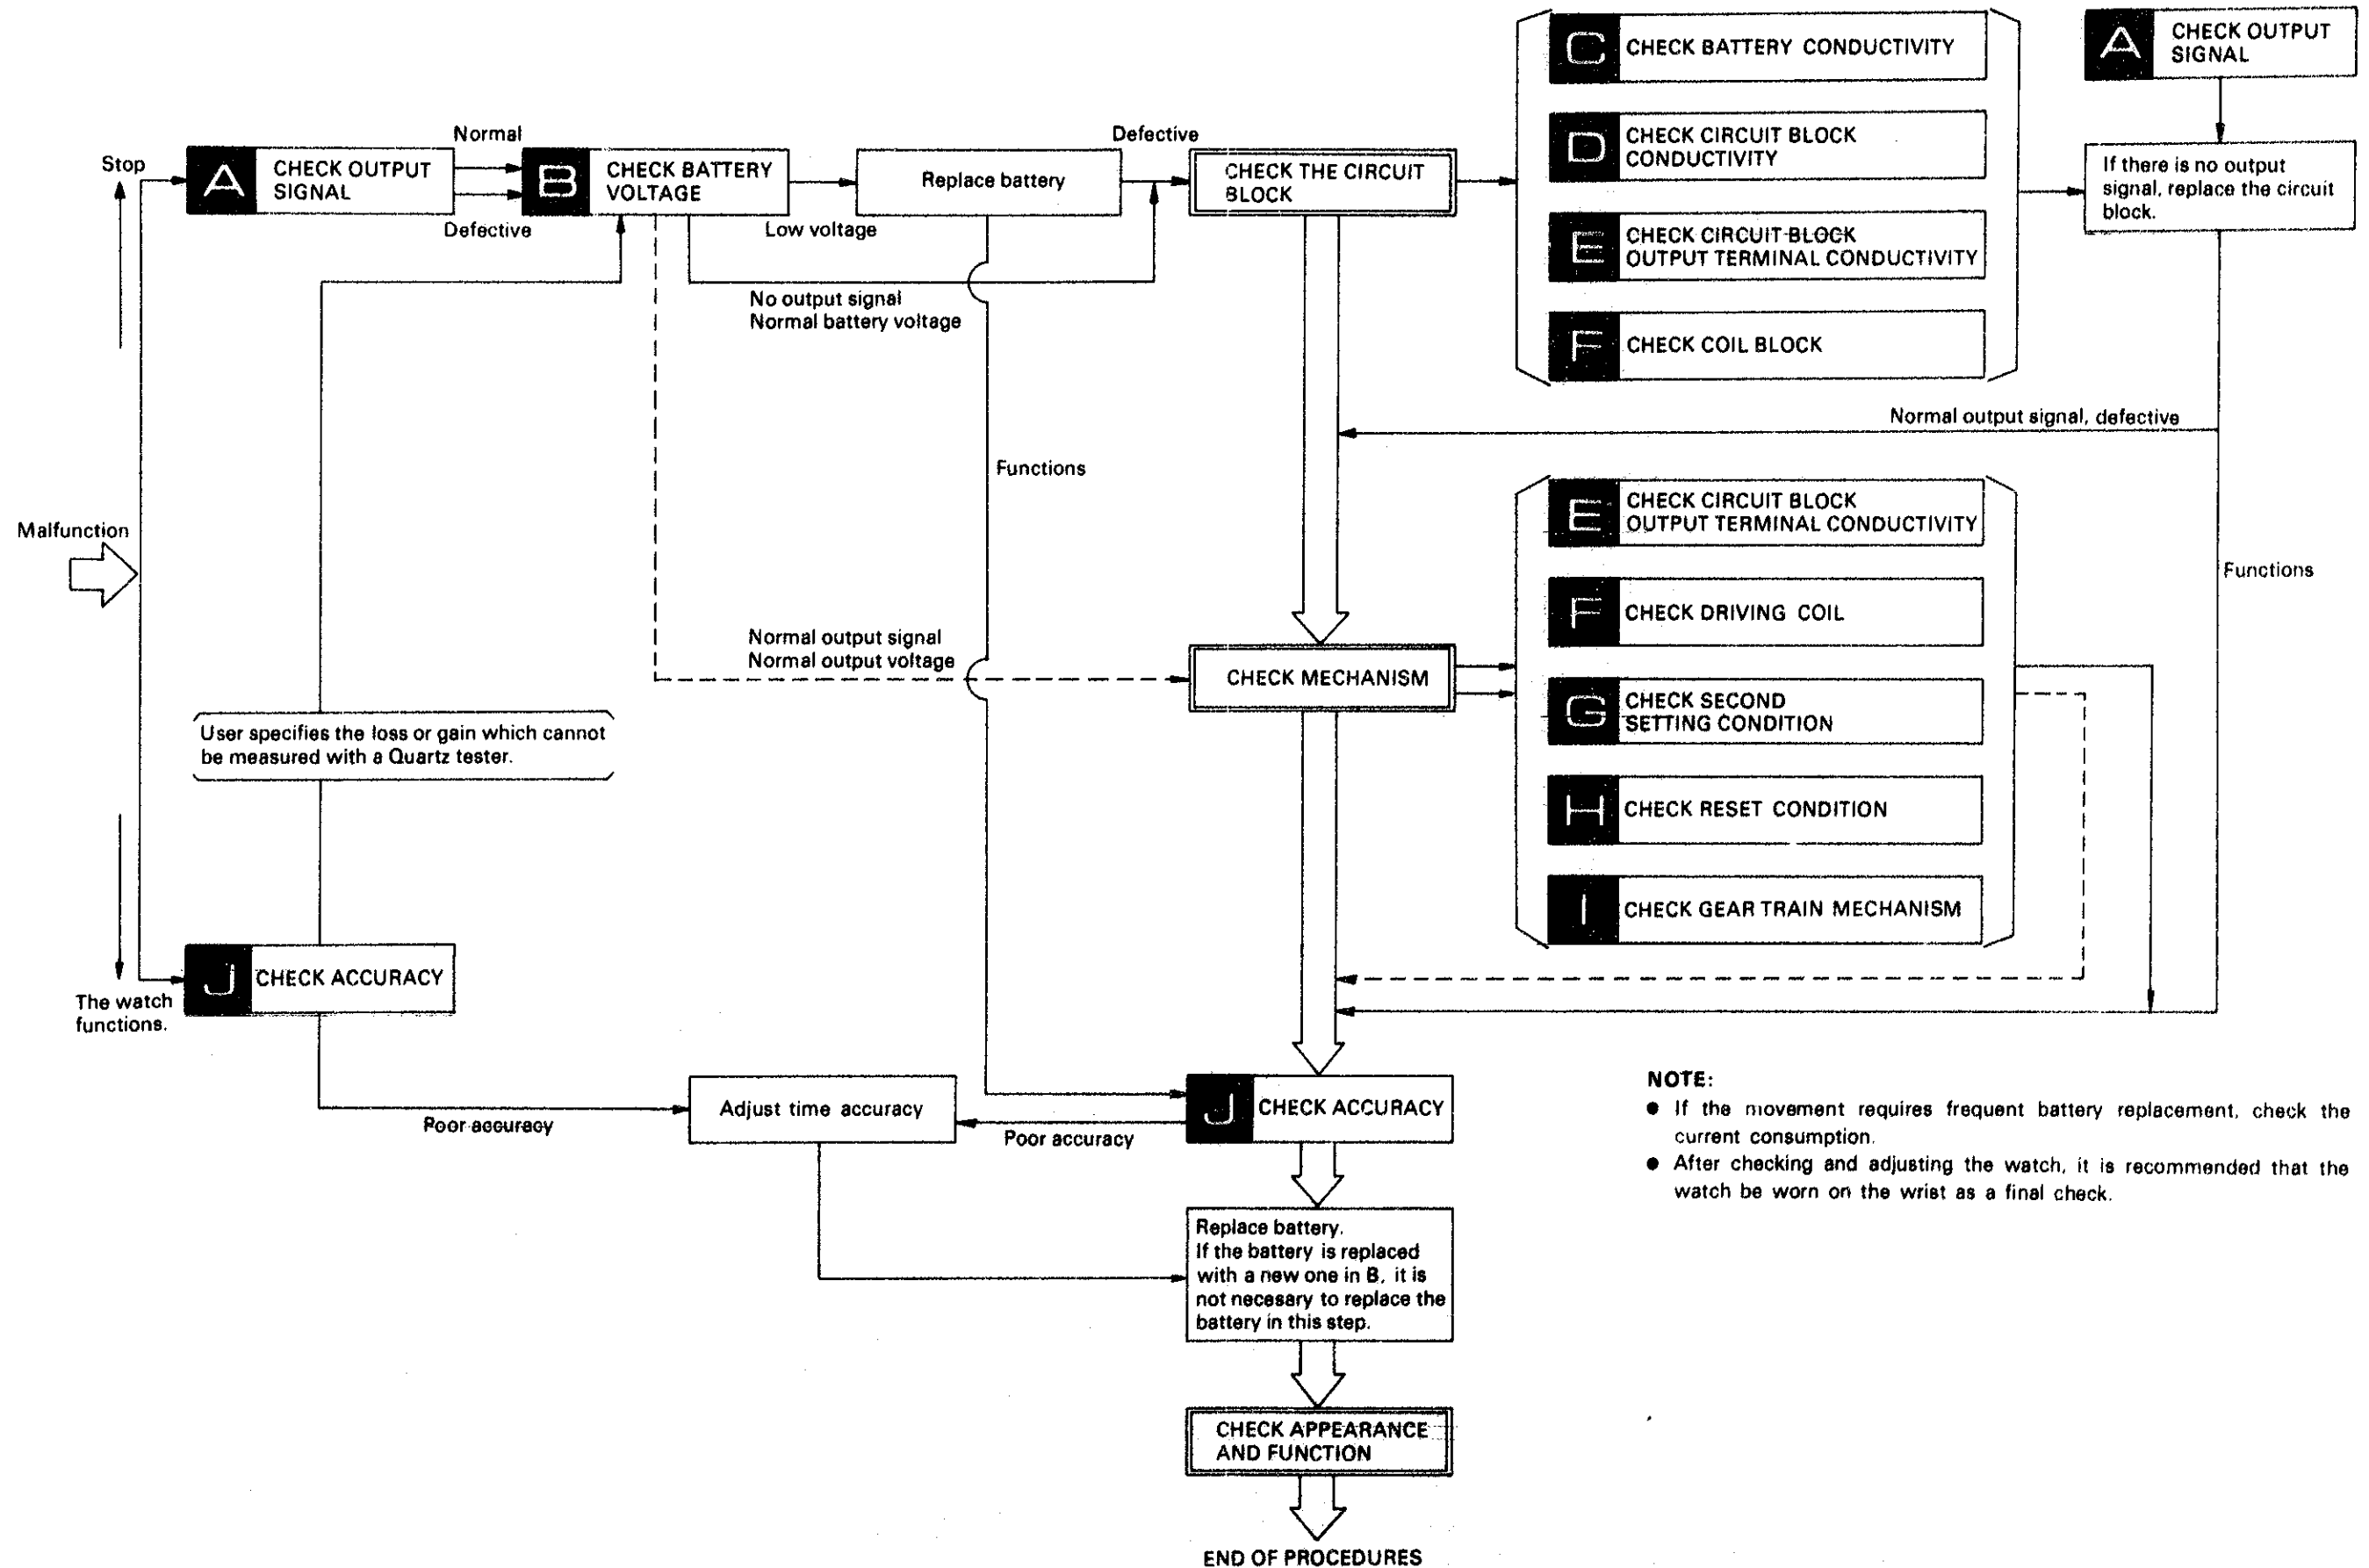 Malfunction
Stop
A CHECK OUTPUT
SIGNAL
Normal
Defective
B CHECK BATTERY
VOLTAGE
Low voltage
Replace battery
No output signal
Normal battery voltage
Defective
CHECK THE CIRCUIT
BLOCK
C CHECK BATTERY CONDUCTIVITY
D CHECK CIRCUIT BLOCK
CONDUCTIVITY
E CHECK CIRCUIT BLOCK
OUTPUT TERMINAL CONDUCTIVITY
F CHECK COIL BLOCK
A CHECK OUTPUT
SIGNAL
If there is no output
signal, replace the circuit
block.
Normal output signal, defective
Functions
Functions
Normal output signal
Normal output voltage
CHECK MECHANISM
E CHECK CIRCUIT BLOCK
OUTPUT TERMINAL CONDUCTIVITY
F CHECK DRIVING COIL
G CHECK SECOND
SETTING CONDITION
H CHECK RESET CONDITION
I CHECK GEAR TRAIN MECHANISM
User specifies the loss or gain which cannot
be measured with a Quartz tester.
The watch
functions.
J CHECK ACCURACY
Poor accuracy
Adjust time accuracy
Poor accuracy
J CHECK ACCURACY
Replace battery.
If the battery is replaced
with a new one in B, it is
not necesary to replace the
battery in this step.
CHECK APPEARANCE
AND FUNCTION
END OF PROCEDURES
NOTE:
● If the movement requires frequent battery replacement, check the
current consumption.
● After checking and adjusting the watch, it is recommended that the
watch be worn on the wrist as a final check.